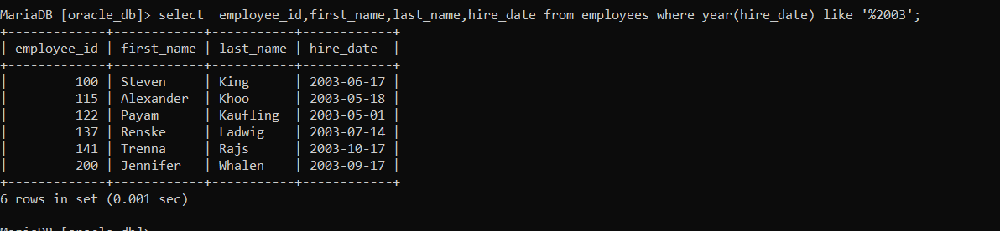 MariaDB [oracle_db]> select  employee_id,first_name,last_name,hire_date from employees where year(hire_date) like '%2003';
+-------------+------------+-----------+------------+
| employee_id | first_name | last_name | hire_date  |
+-------------+------------+-----------+------------+
|         100 | Steven     | King      | 2003-06-17 |
|         115 | Alexander  | Khoo      | 2003-05-18 |
|         122 | Payam      | Kaufling  | 2003-05-01 |
|         137 | Renske     | Ladwig    | 2003-07-14 |
|         141 | Trenna     | Rajs      | 2003-10-17 |
|         200 | Jennifer   | Whalen    | 2003-09-17 |
+-------------+------------+-----------+------------+
6 rows in set (0.001 sec)
MariaDB [oracle_db]>